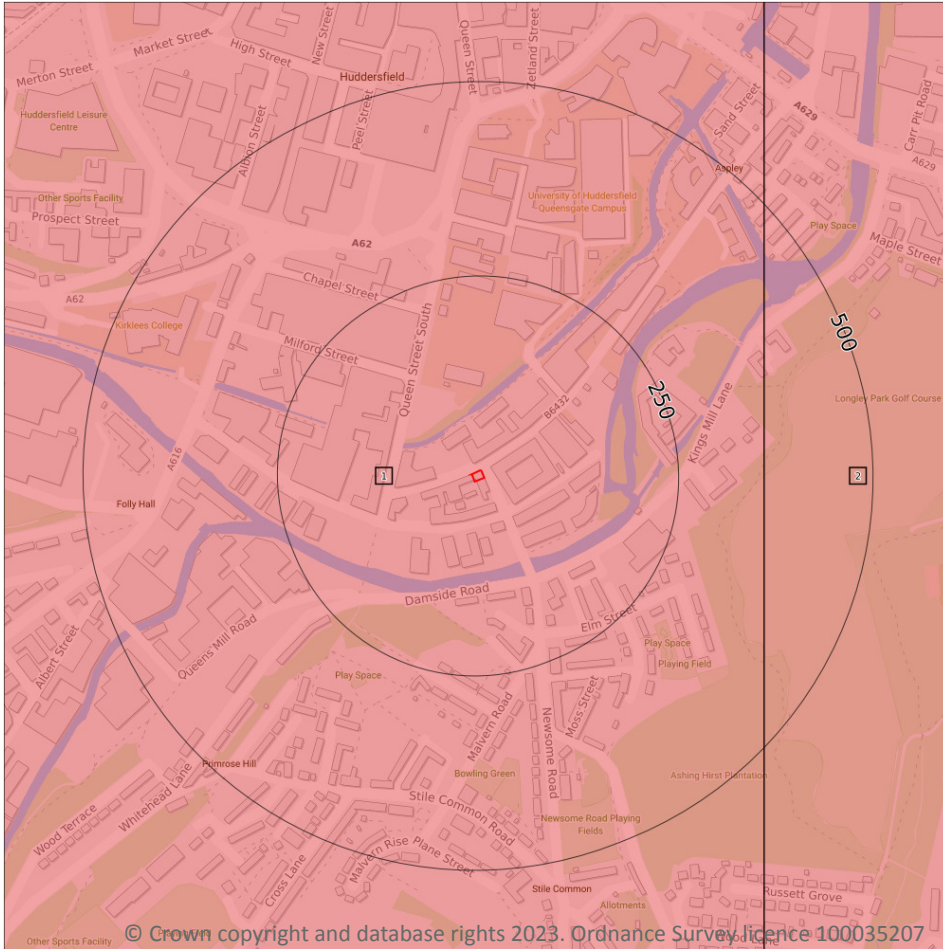 Merton Street
Market Street
High Street
New Street
Queen Street
Zetland Street
Huddersfield
Huddersfield Leisure
Centre
Albion Street
Peel Street
Sand Street
A629
Carr Pit Road
A629
Aspley
Other Sports Facility
Prospect Street
University of Huddersfield
Queensgate Campus
Play Space
Maple Street
A62
Chapel Street
A62
Kirklees College
Milford Street
Queen Street South
500
250
B6432
Kings Mill Lane
Longley Park Golf Course
A616
1
2
Folly Hall
Damside Road
Elm Street
Albert Street
Queens Mill Road
Play Space
Play Space
Playing Field
Malvern Road
Moss Street
Newsome Road
Primrose Hill
Bowling Green
Ashing Hirst Plantation
Wood Terrace
Whitehead Lane
Stile Common Road
Newsome Road Playing
Fields
Cross Lane
Malvern Rise
Plane Street
Stile Common
Russett Grove
Allotments
Other Sports Facility
© Crown copyright and database rights 2023. Ordnance Survey licence 100035207